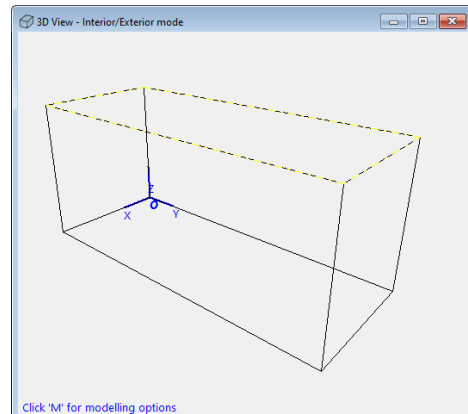 3D View - Interior/Exterior mode
Z
X
Y
Click 'M' for modelling options